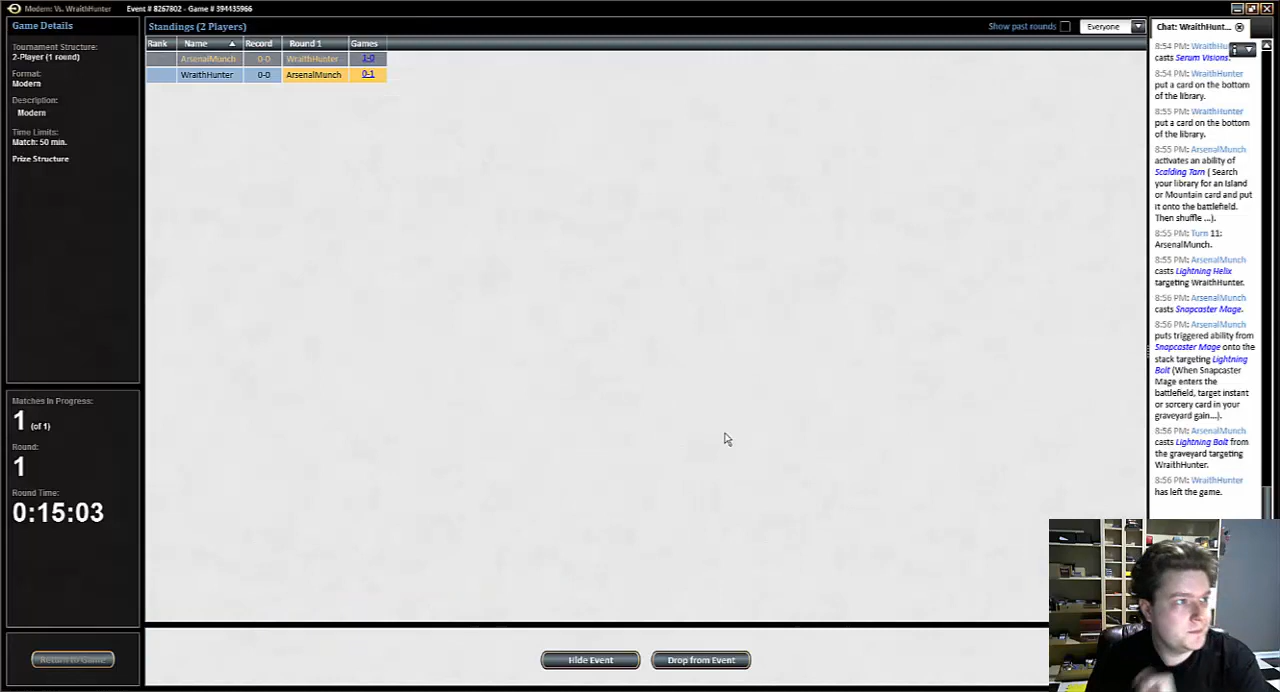 Modern: Vs. WraithHunter Event # 8267802 - Game # 394435966
Game Details
Tournament Structure:
2-Player (1 round)
Format:
Modern
Description:
Modern
Time Limits:
Match: 50 min.
Prize Structure
Matches In Progress:
1 (of 1)
Round:
1
Round Time:
0:15:03
Return to Game
Standings (2 Players)
Show past rounds
Everyone
Rank Name Record Round 1 Games
ArsenalMunch 0-0 WraithHunter 1-0
WraithHunter 0-0 ArsenalMunch 0-1
Hide Event
Drop from Event
Chat: WraithHunt...
8:54 PM: WraithHu
casts Serum Visions.
8:54 PM: WraithHunter
put a card on the bottom
of the library.
8:55 PM: WraithHunter
put a card on the bottom
of the library.
8:55 PM: ArsenalMunch
activates an ability of
Scalding Tarn ( Search
your library for an Island
or Mountain card and put
it onto the battlefield.
Then shuffle ...).
8:55 PM: Turn 11:
ArsenalMunch.
8:55 PM: ArsenalMunch
casts Lightning Helix
targeting WraithHunter.
8:56 PM: ArsenalMunch
casts Snapcaster Mage.
8:56 PM: ArsenalMunch
puts triggered ability from
Snapcaster Mage onto the
stack targeting Lightning
Bolt (When Snapcaster
Mage enters the
battlefield, target instant
or sorcery card in your
graveyard gain...).
8:56 PM: ArsenalMunch
casts Lightning Bolt from
the graveyard targeting
WraithHunter.
8:56 PM: WraithHunter
has left the game.